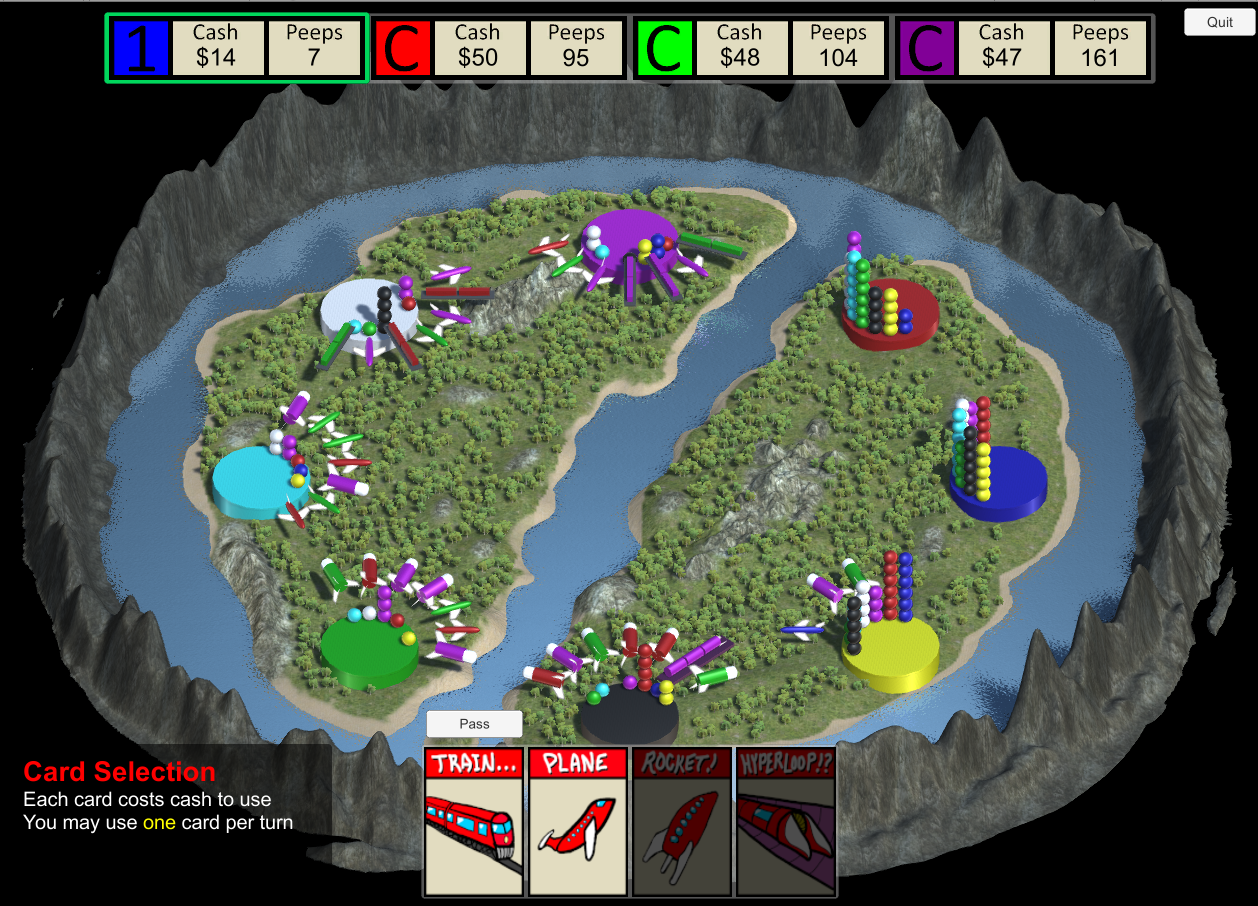 1 Cash Peeps C Cash Peeps C Cash Peeps C Cash Peeps Quit
$14 7 $50 95 $48 104 $47 161
Pass
TRAIN... PLANE ROCKET! HYPERLOOP!?
Card Selection
Each card costs cash to use
You may use one card per turn